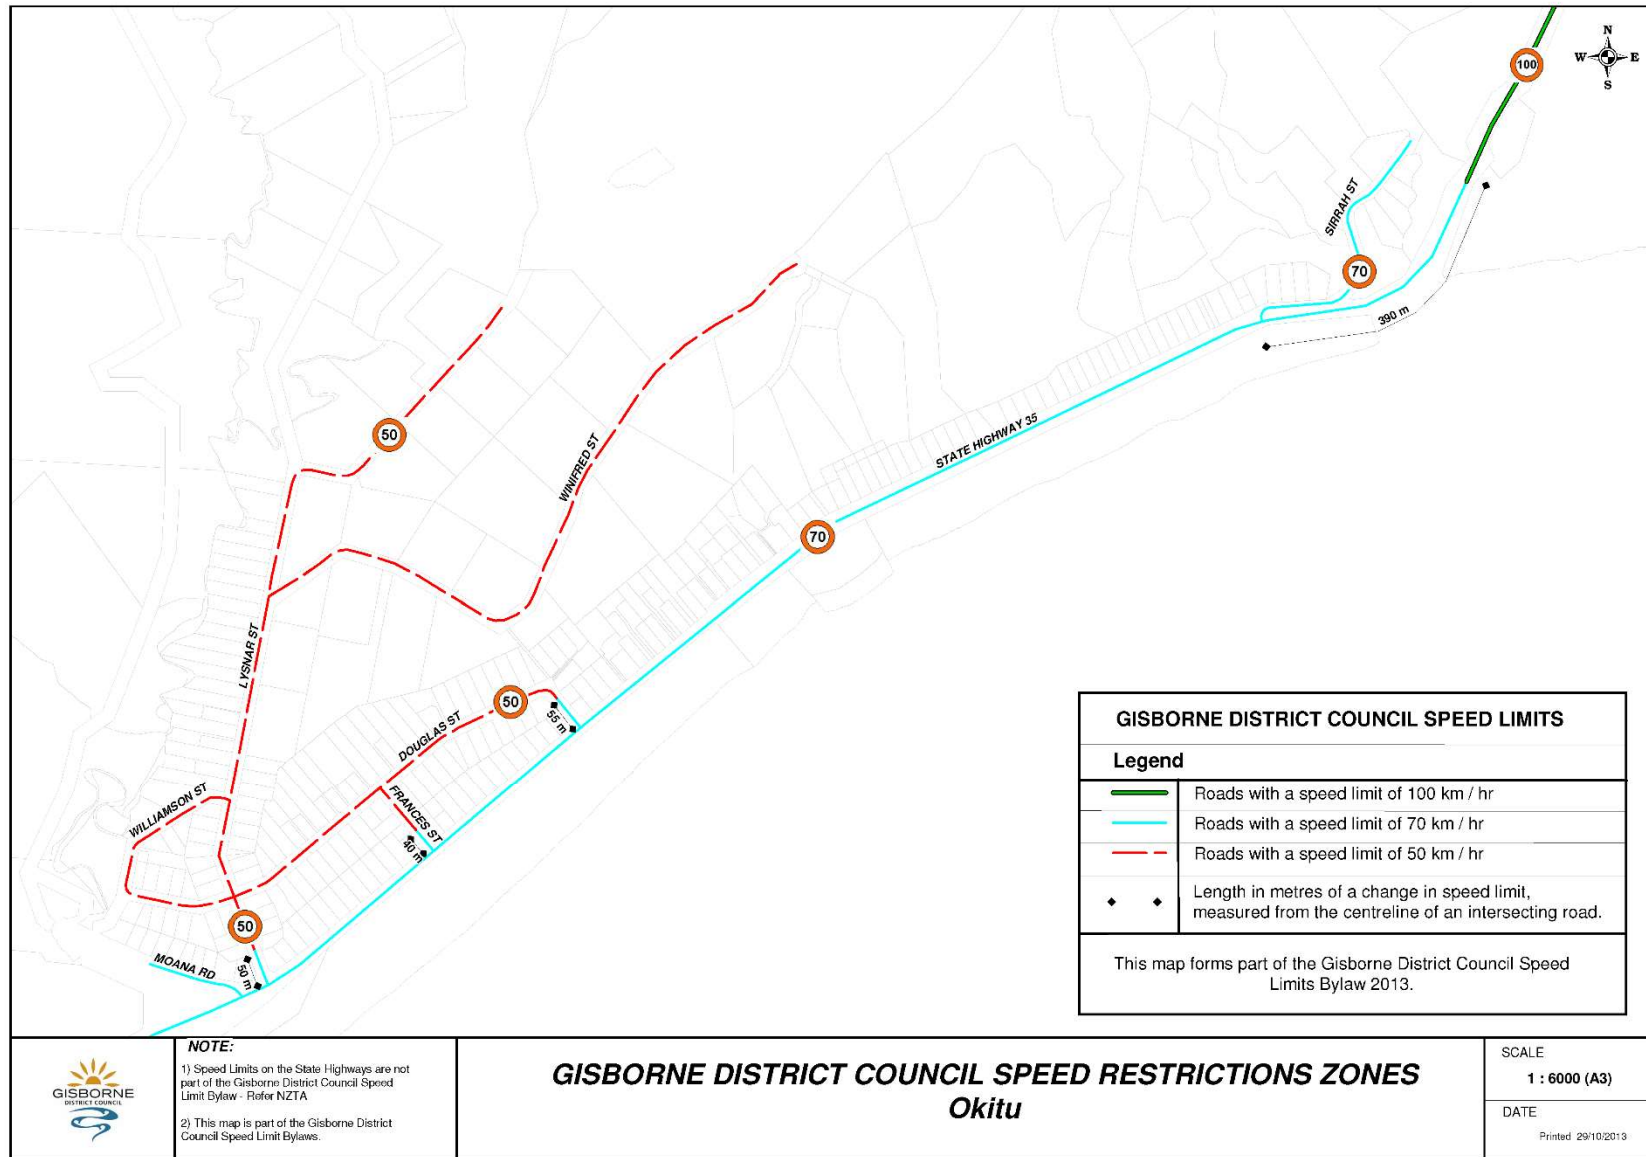 N
W E
S
100
SIRRAH ST
70
390 m
STATE HIGHWAY 35
50
WINIFRED ST
70
LYSNAR ST
50
55 m
DOUGLAS ST
WILLIAMSON ST
FRANCES ST
40 m
50
MOANA RD
50 m
GISBORNE DISTRICT COUNCIL SPEED LIMITS
Legend
Roads with a speed limit of 100 km / hr
Roads with a speed limit of 70 km / hr
Roads with a speed limit of 50 km / hr
Length in metres of a change in speed limit,
measured from the centreline of an intersecting road.
This map forms part of the Gisborne District Council Speed
Limits Bylaw 2013.
GISBORNE
DISTRICT COUNCIL
NOTE:
1) Speed Limits on the State Highways are not
part of the Gisborne District Council Speed
Limit Bylaw - Refer NZTA
2) This map is part of the Gisborne District
Council Speed Limit Bylaws.
GISBORNE DISTRICT COUNCIL SPEED RESTRICTIONS ZONES
Okitu
SCALE
1 : 6000 (A3)
DATE
Printed 29/10/2013